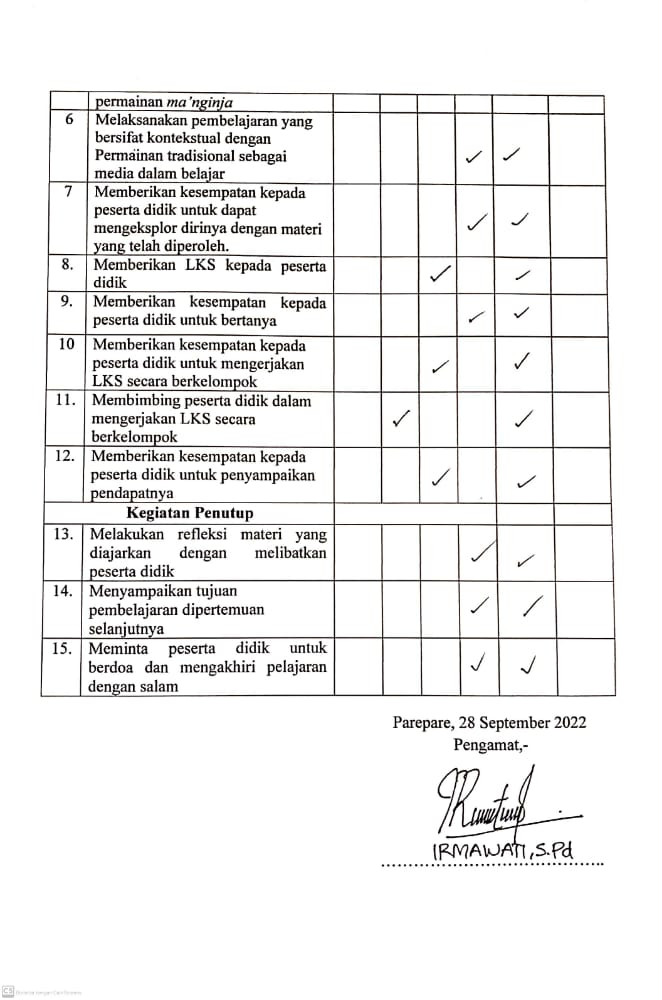 permainan ma'nginja
6 Melaksanakan pembelajaran yang
bersifat kontekstual dengan
Permainan tradisional sebagai
media dalam belajar
7 Memberikan kesempatan kepada
peserta didik untuk dapat
mengeksplor dirinya dengan materi
yang telah diperoleh.
8. Memberikan LKS kepada peserta
didik
9. Memberikan kesempatan kepada
peserta didik untuk bertanya
10 Memberikan kesempatan kepada
peserta didik untuk mengerjakan
LKS secara berkelompok
11. Membimbing peserta didik dalam
mengerjakan LKS secara
berkelompok
12. Memberikan kesempatan kepada
peserta didik untuk penyampaikan
pendapatnya
Kegiatan Penutup
13. Melakukan refleksi materi yang
diajarkan dengan melibatkan
peserta didik
14. Menyampaikan tujuan
pembelajaran dipertemuan
selanjutnya
15. Meminta peserta didik untuk
berdoa dan mengakhiri pelajaran
dengan salam
Parepare, 28 September 2022
Pengamat,-
IRMAWATI, S.Pd
CS